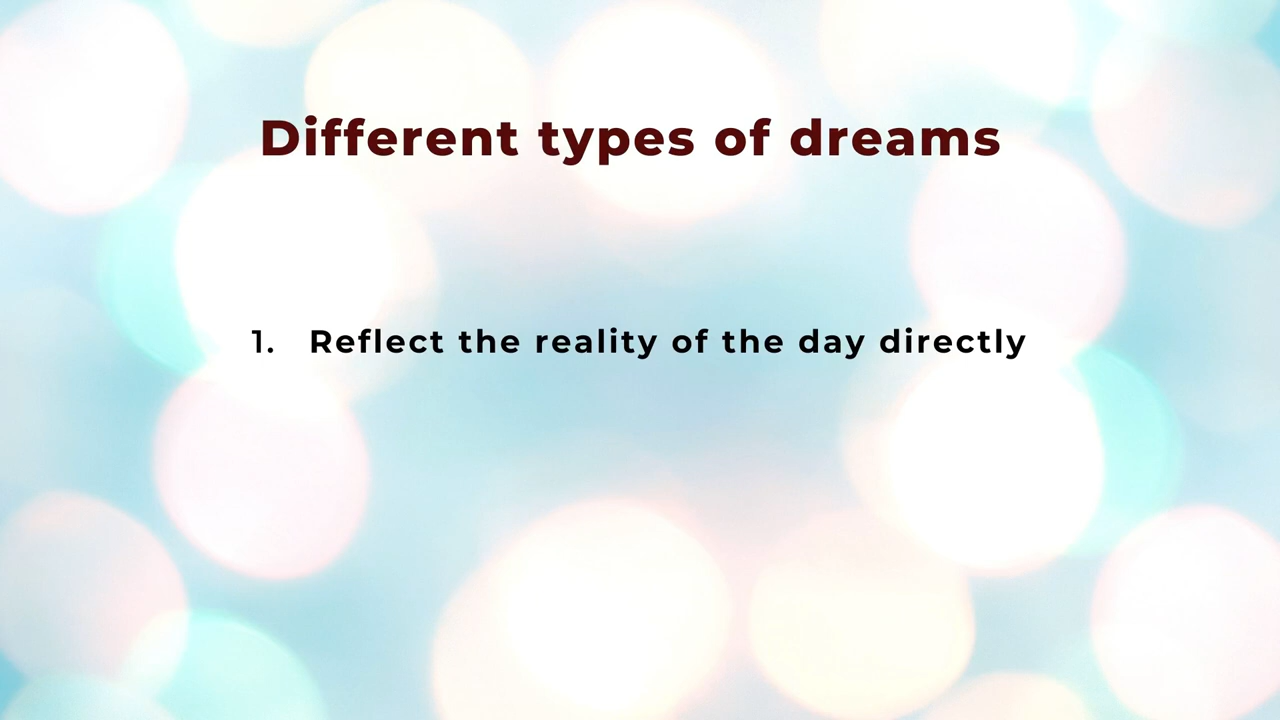 Different types of dreams
1. Reflect the reality of the day directly